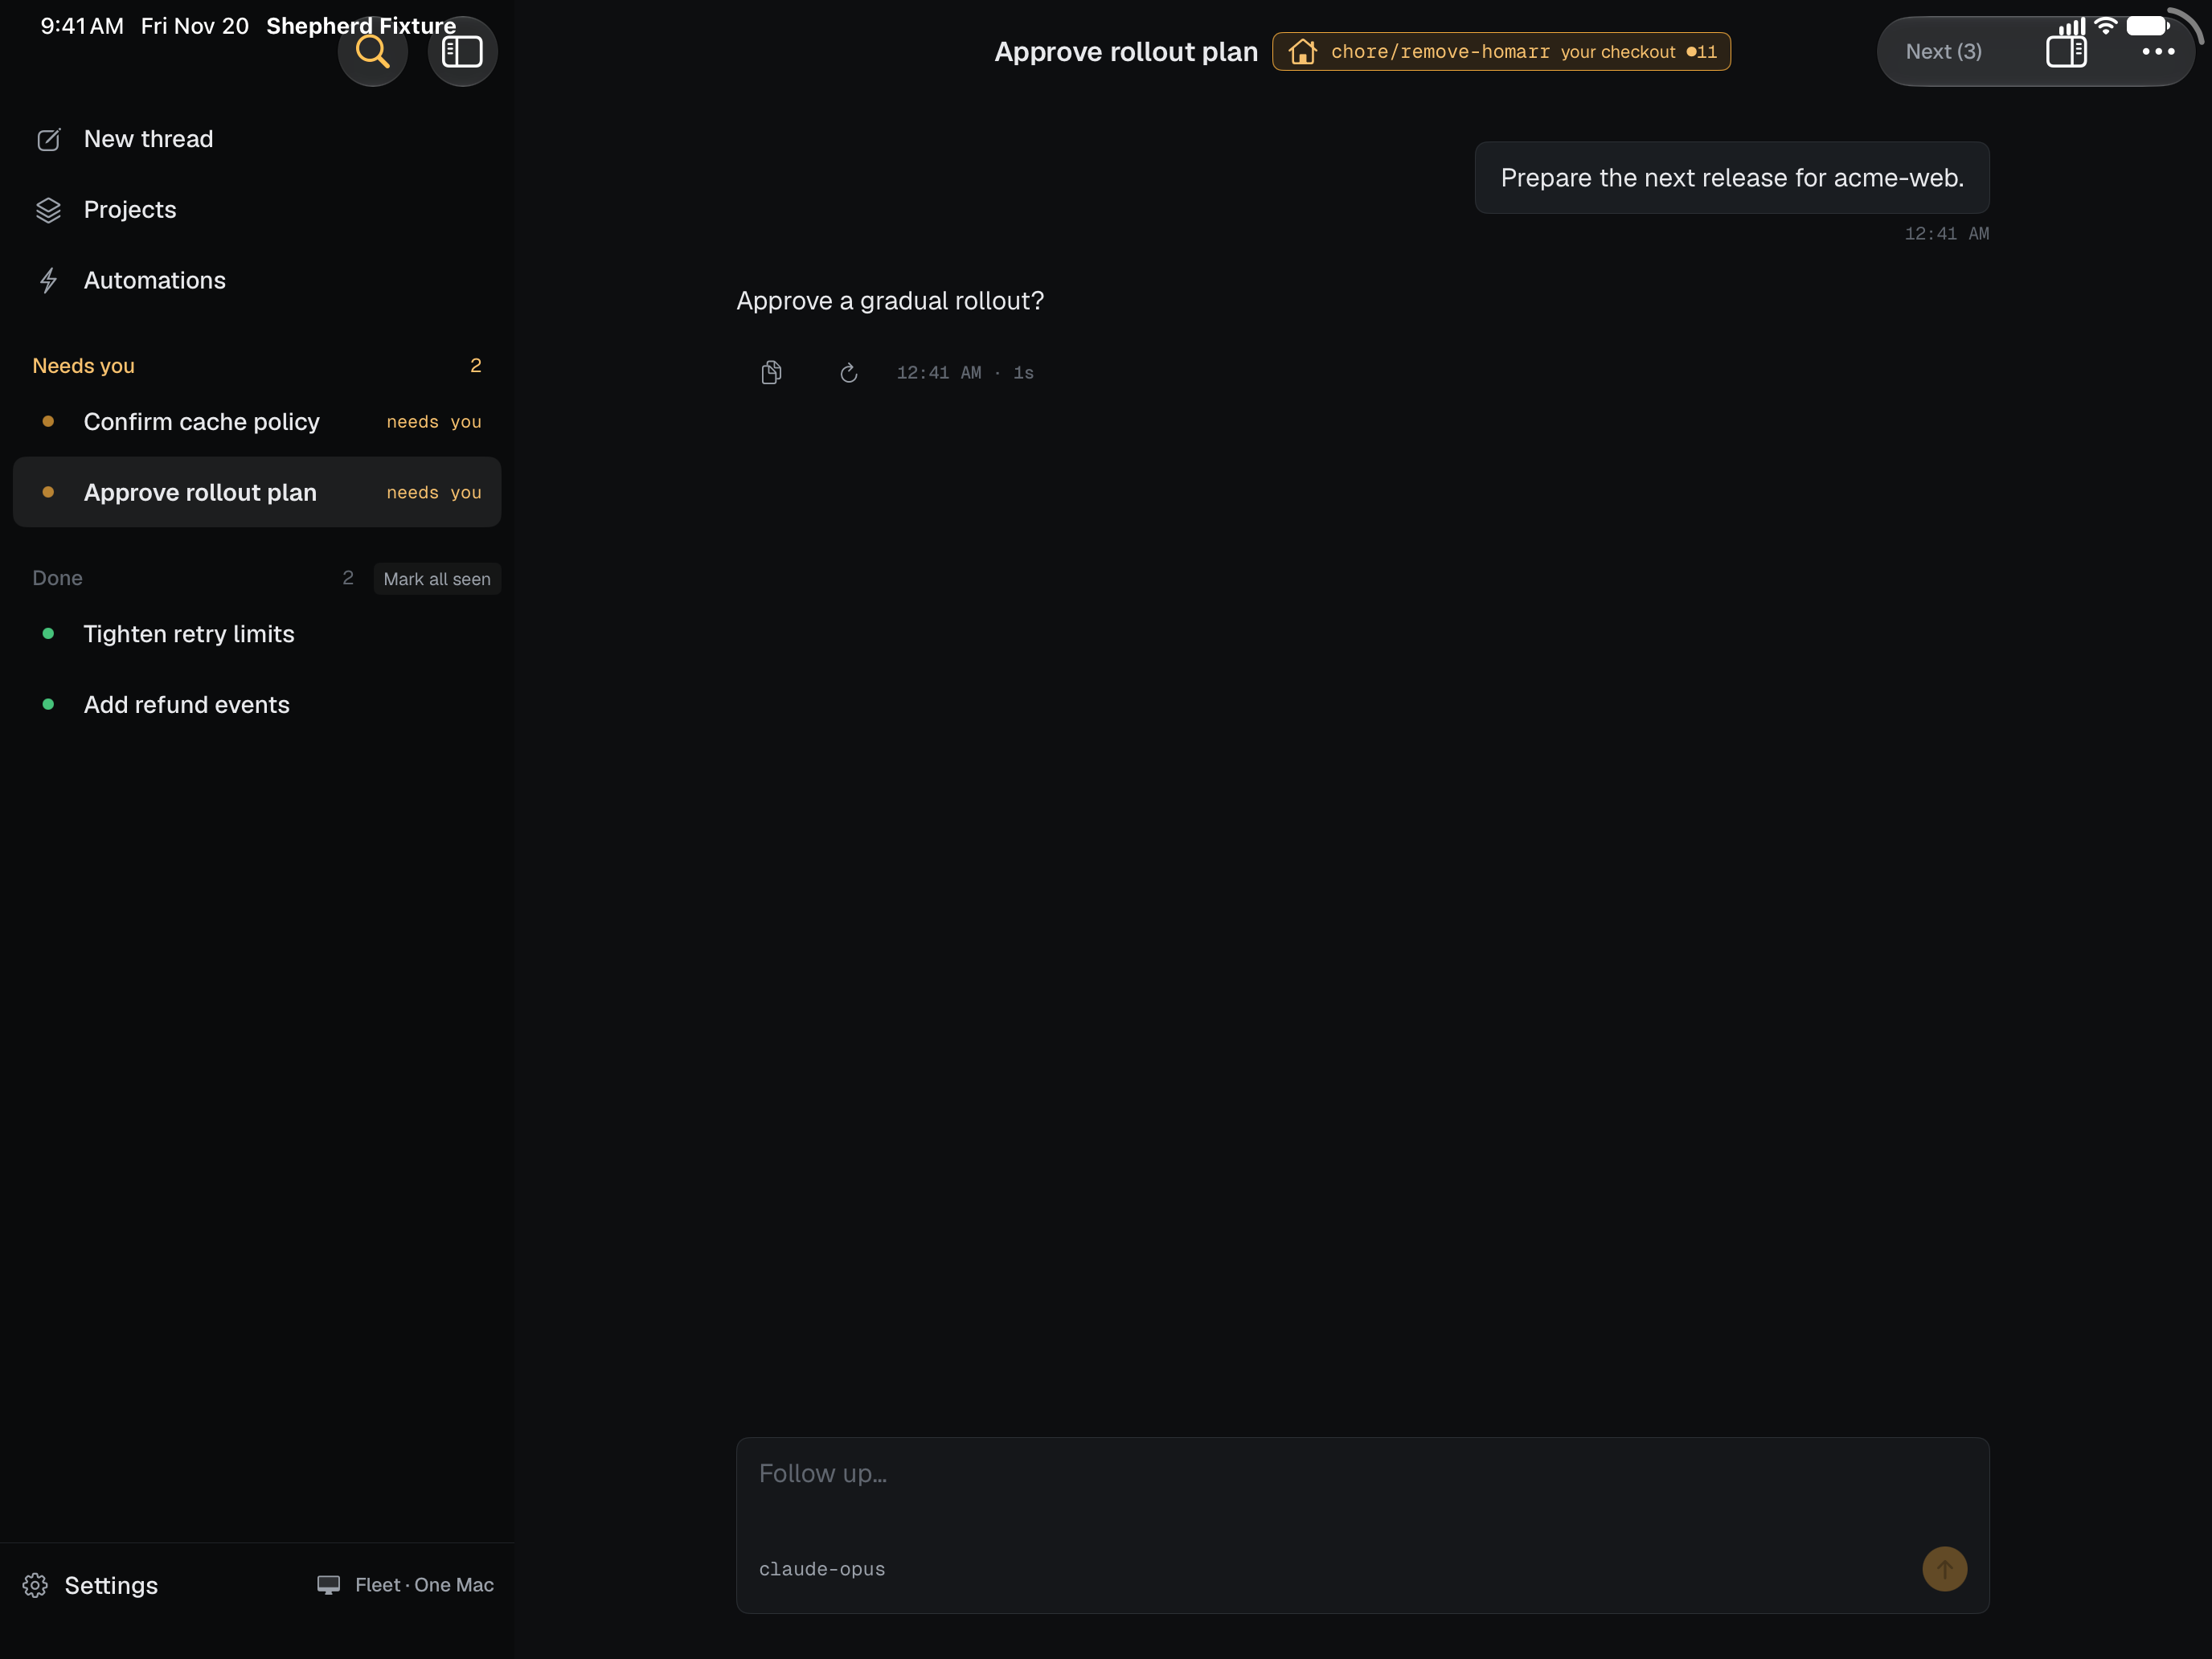 9:41 AM Fri Nov 20 Shepherd Fixture
New thread
Projects
Automations
Needs you 2
Confirm cache policy needs you
Approve rollout plan needs you
Done 2 Mark all seen
Tighten retry limits
Add refund events
Settings Fleet · One Mac
Approve rollout plan chore/remove-homarr your checkout ●11 Next (3)
Prepare the next release for acme-web.
12:41 AM
Approve a gradual rollout?
12:41 AM · 1s
Follow up…
claude-opus